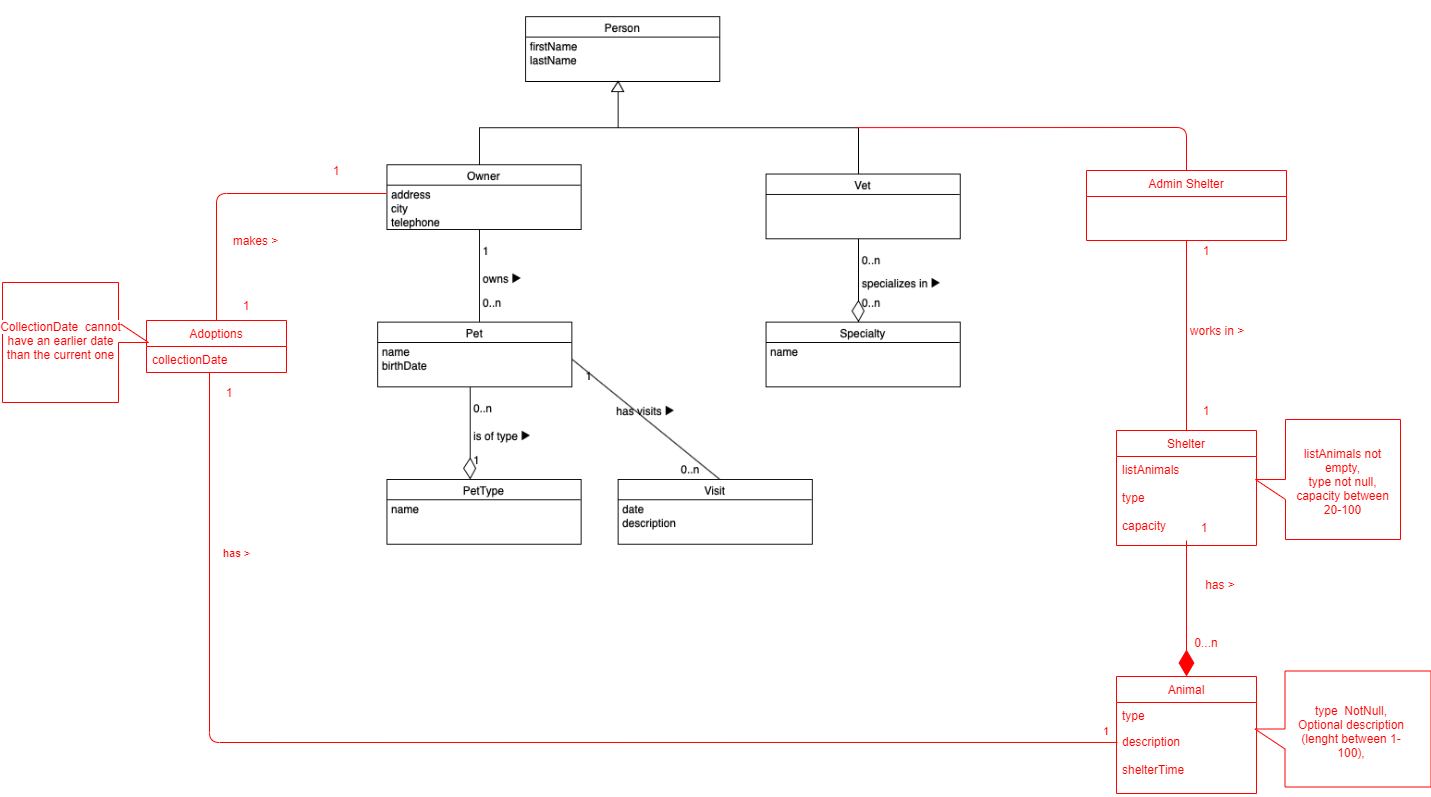 Person
firstName
lastName
1
Owner
address
city
telephone
Vet
Admin Shelter
makes >
1
owns ▶
0..n
0..n
specializes in ▶
0..n
1
1
CollectionDate cannot
have an earlier date
than the current one
Adoptions
collectionDate
Pet
name
birthDate
Specialty
name
works in >
1
1
0..n
is of type ▶
1
1
has visits ▶
0..n
1
Shelter
listAnimals
type
capacity
1
listAnimals not
empty,
type not null,
capacity between
20-100
PetType
name
Visit
date
description
has >
has >
0...n
1
Animal
type
description
shelterTime
type NotNull,
Optional description
(lenght between 1-
100),